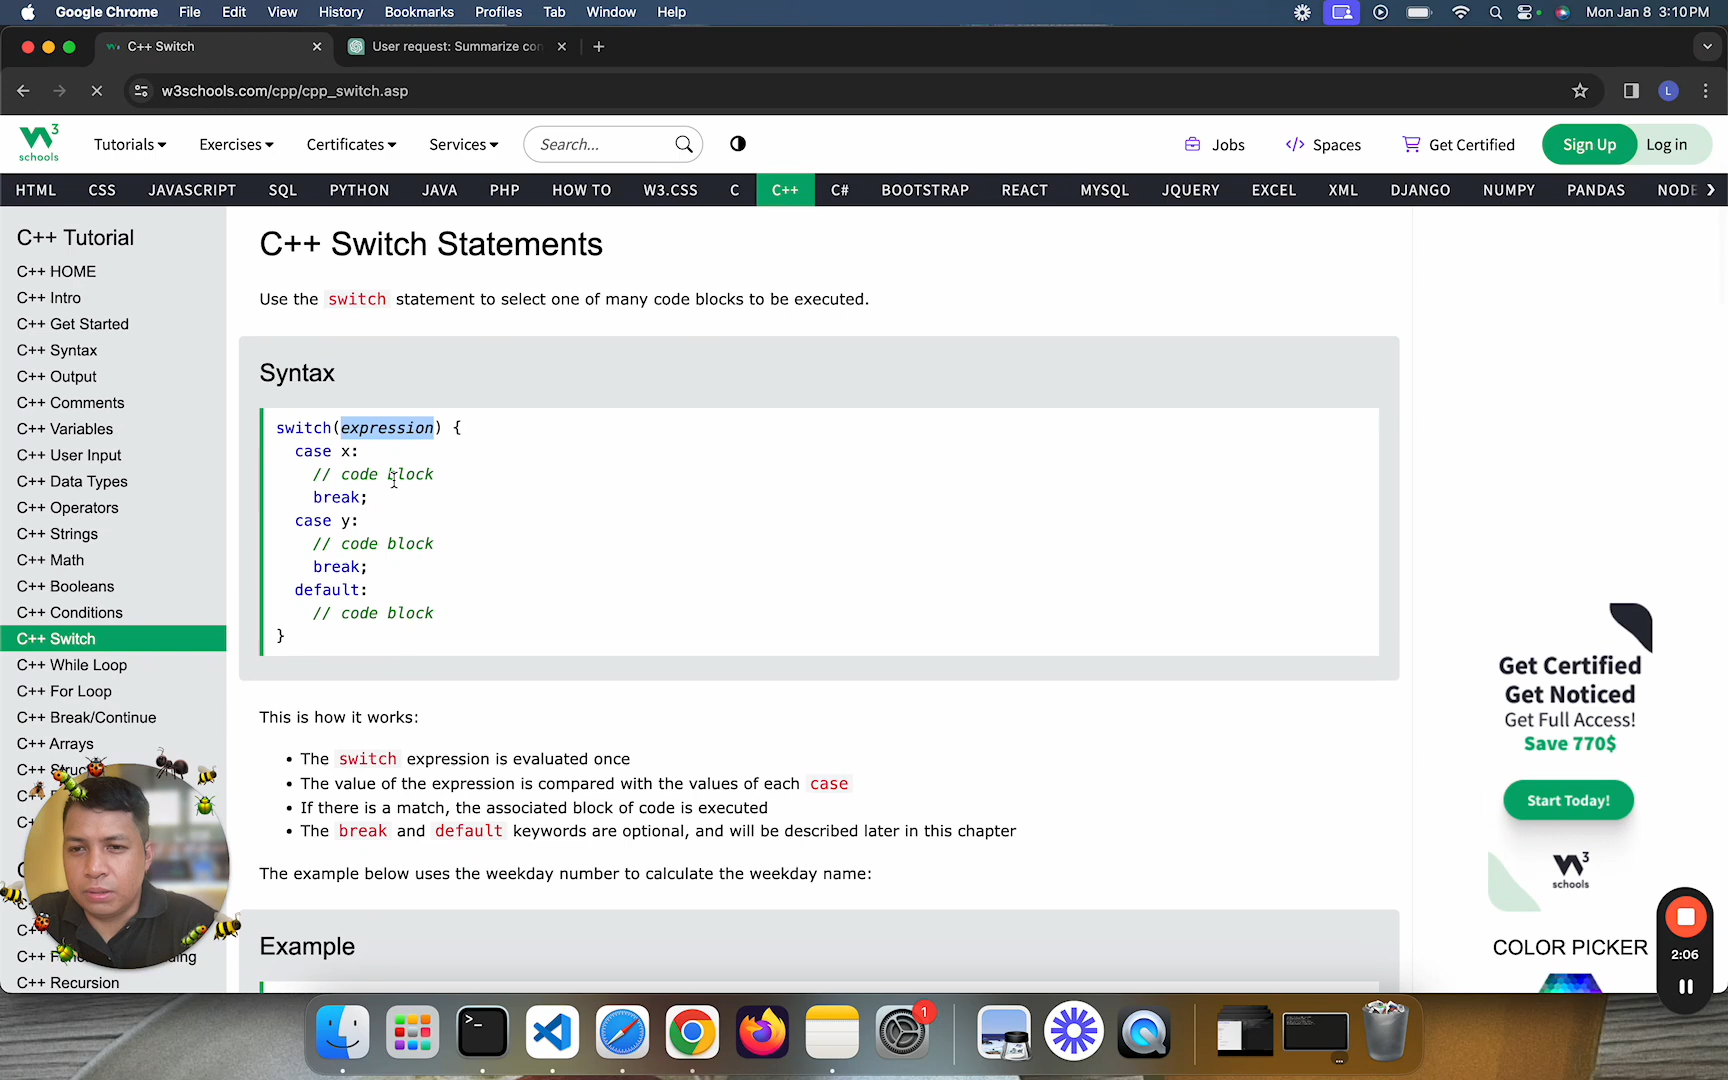 Google Chrome File Edit View History Bookmarks Profiles Tab Window Help Mon Jan 8 3:10 PM
C++ Switch User request: Summarize con
w3schools.com/cpp/cpp_switch.asp L
W3 schools Tutorials Exercises Certificates Services Search... Jobs Spaces Get Certified Sign Up Log in
HTML CSS JAVASCRIPT SQL PYTHON JAVA PHP HOW TO W3.CSS C C++ C# BOOTSTRAP REACT MYSQL JQUERY EXCEL XML DJANGO NUMPY PANDAS NODE
C++ Tutorial
C++ HOME
C++ Intro
C++ Get Started
C++ Syntax
C++ Output
C++ Comments
C++ Variables
C++ User Input
C++ Data Types
C++ Operators
C++ Strings
C++ Math
C++ Booleans
C++ Conditions
C++ Switch
C++ While Loop
C++ For Loop
C++ Break/Continue
C++ Arrays
C++ Recursion
C++ Switch Statements
Use the switch statement to select one of many code blocks to be executed.
Syntax
switch(expression) {
case x:
// code block
break;
case y:
// code block
break;
default:
// code block
}
This is how it works:
• The switch expression is evaluated once
• The value of the expression is compared with the values of each case
• If there is a match, the associated block of code is executed
• The break and default keywords are optional, and will be described later in this chapter
The example below uses the weekday number to calculate the weekday name:
Example
Get Certified
Get Noticed
Get Full Access!
Save 770$
Start Today!
W3 schools
COLOR PICKER
2:06
1